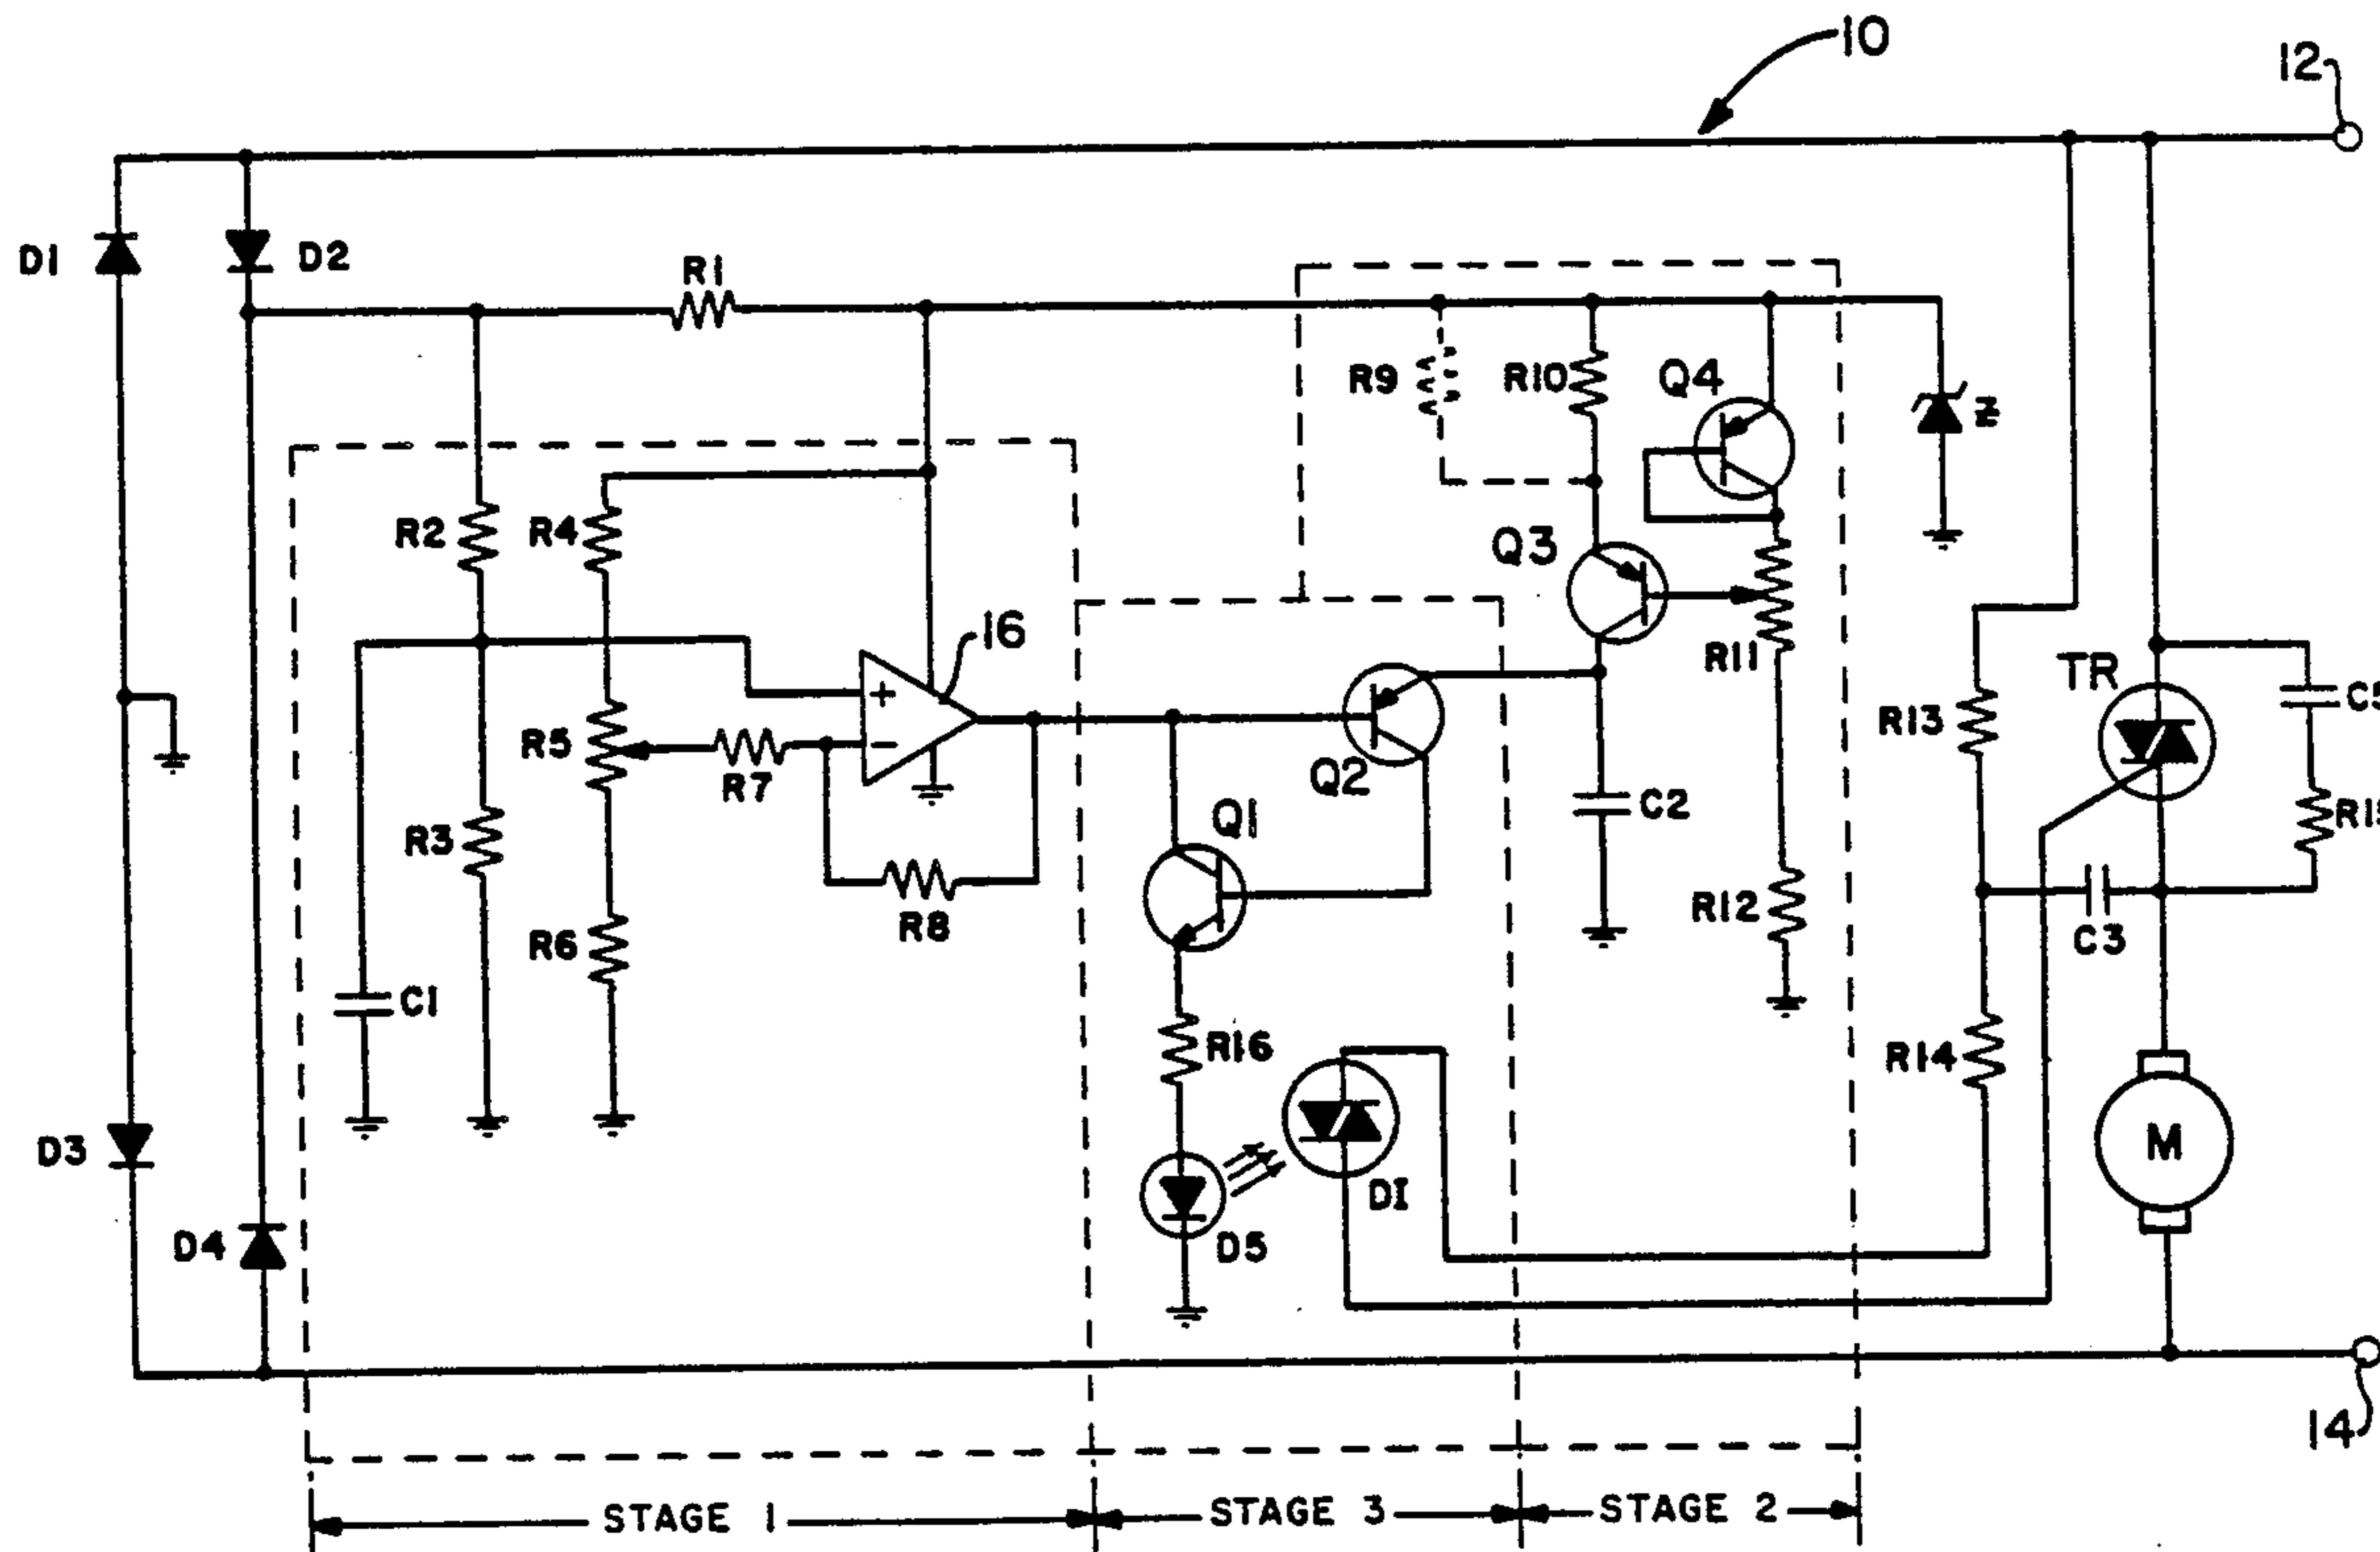 10
12
D1
D2
R1
R9
R10
Q4
Z
R2
R4
Q3
16
R11
TR
C5
+
R5
R7
−
Q2
C2
R13
R3
Q1
R8
R12
C3
R6
C1
R16
R14
DI
M
D3
D4
D5
14
STAGE 1
STAGE 3
STAGE 2